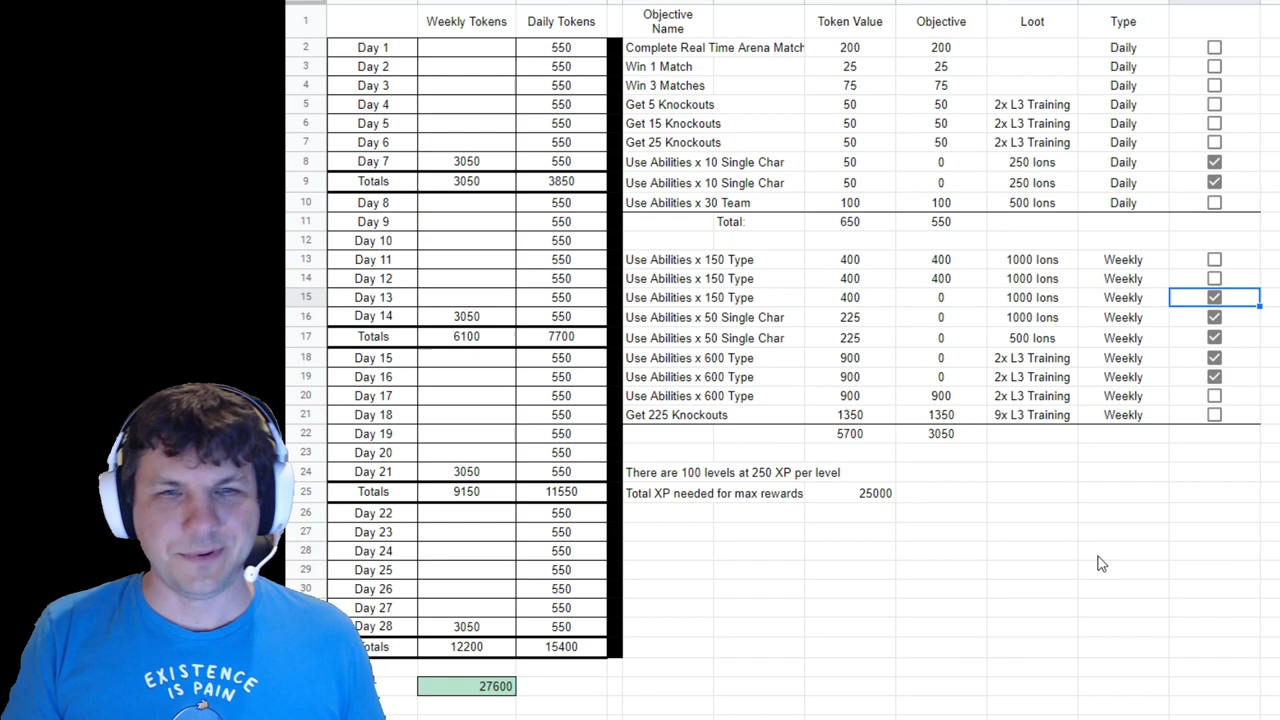 1 Weekly Tokens Daily Tokens Objective Name Token Value Objective Loot Type
2 Day 1 550 Complete Real Time Arena Match 200 200 Daily
3 Day 2 550 Win 1 Match 25 25 Daily
4 Day 3 550 Win 3 Matches 75 75 Daily
5 Day 4 550 Get 5 Knockouts 50 50 2x L3 Training Daily
6 Day 5 550 Get 15 Knockouts 50 50 2x L3 Training Daily
7 Day 6 550 Get 25 Knockouts 50 50 2x L3 Training Daily
8 Day 7 3050 550 Use Abilities x 10 Single Char 50 0 250 Ions Daily
9 Totals 3050 3850 Use Abilities x 10 Single Char 50 0 250 Ions Daily
10 Day 8 550 Use Abilities x 30 Team 100 100 500 Ions Daily
11 Day 9 550 Total: 650 550
12 Day 10 550
13 Day 11 550 Use Abilities x 150 Type 400 400 1000 Ions Weekly
14 Day 12 550 Use Abilities x 150 Type 400 400 1000 Ions Weekly
15 Day 13 550 Use Abilities x 150 Type 400 0 1000 Ions Weekly
16 Day 14 3050 550 Use Abilities x 50 Single Char 225 0 1000 Ions Weekly
17 Totals 6100 7700 Use Abilities x 50 Single Char 225 0 500 Ions Weekly
18 Day 15 550 Use Abilities x 600 Type 900 0 2x L3 Training Weekly
19 Day 16 550 Use Abilities x 600 Type 900 0 2x L3 Training Weekly
20 Day 17 550 Use Abilities x 600 Type 900 900 2x L3 Training Weekly
21 Day 18 550 Get 225 Knockouts 1350 1350 9x L3 Training Weekly
22 Day 19 550 5700 3050
23 Day 20 550
24 Day 21 3050 550 There are 100 levels at 250 XP per level
25 Totals 9150 11550 Total XP needed for max rewards 25000
26 Day 22 550
27 Day 23 550
28 Day 24 550
29 Day 25 550
30 Day 26 550
Day 27 550
Day 28 3050 550
otals 12200 15400
27600
EXISTENCE
IS PAIN